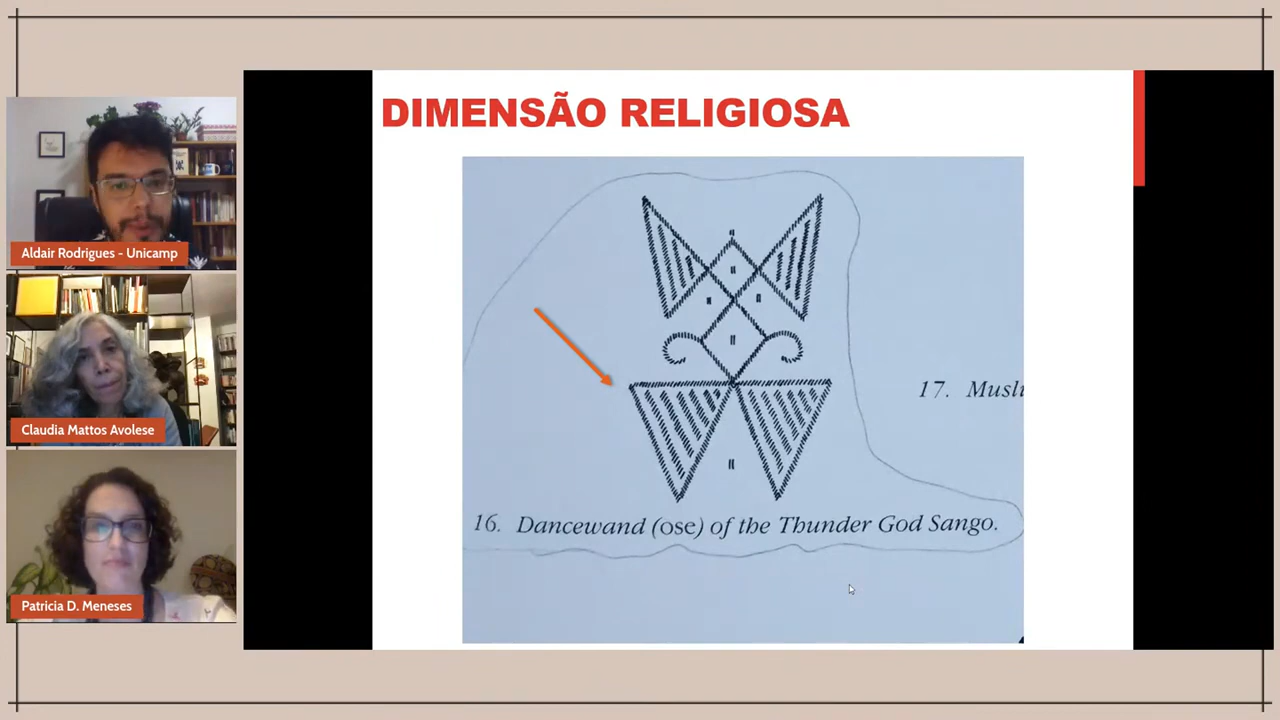 DIMENSÃO RELIGIOSA
Aldair Rodrigues - Unicamp
Claudia Mattos Avolese
Patricia D. Meneses
17. Muslu
16. Dancewand (ose) of the Thunder God Sango.